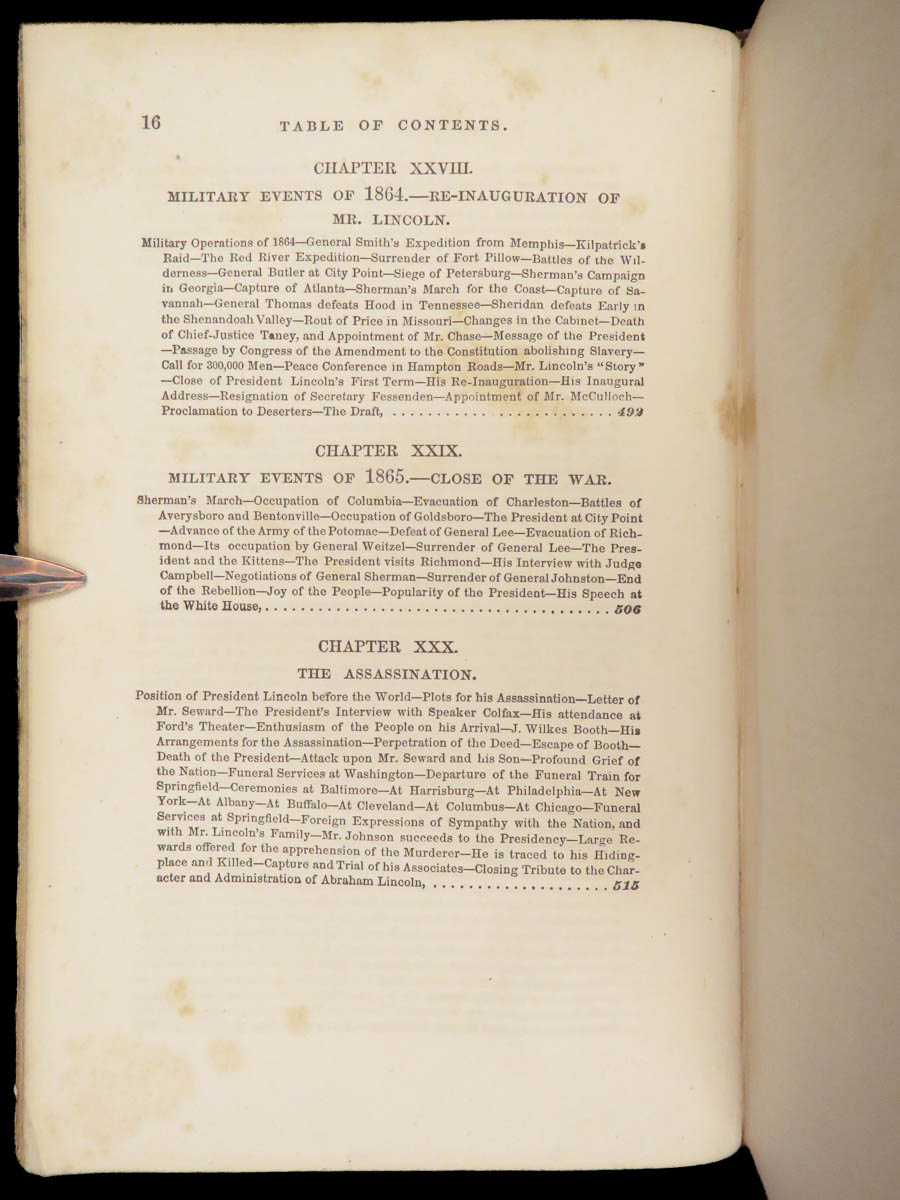 16 TABLE OF CONTENTS.
CHAPTER XXVIII.
MILITARY EVENTS OF 1864.—RE-INAUGURATION OF
MR. LINCOLN.
Military Operations of 1864—General Smith's Expedition from Memphis—Kilpatrick's
Raid—The Red River Expedition—Surrender of Fort Pillow—Battles of the Wil-
derness—General Butler at City Point—Siege of Petersburg—Sherman's Campaign
in Georgia—Capture of Atlanta—Sherman's March for the Coast—Capture of Sa-
vannah—General Thomas defeats Hood in Tennessee—Sheridan defeats Early in
the Shenandoah Valley—Rout of Price in Missouri—Changes in the Cabinet—Death
of Chief-Justice Taney, and Appointment of Mr. Chase—Message of the President
—Passage by Congress of the Amendment to the Constitution abolishing Slavery—
Call for 300,000 Men—Peace Conference in Hampton Roads—Mr. Lincoln's "Story"
—Close of President Lincoln's First Term—His Re-Inauguration—His Inaugural
Address—Resignation of Secretary Fessenden—Appointment of Mr. McCulloch—
Proclamation to Deserters—The Draft, . . . . . . . . . . . . . . . . . . . . . . . . 492
CHAPTER XXIX.
MILITARY EVENTS OF 1865.—CLOSE OF THE WAR.
Sherman's March—Occupation of Columbia—Evacuation of Charleston—Battles of
Averysboro and Bentonville—Occupation of Goldsboro—The President at City Point
—Advance of the Army of the Potomac—Defeat of General Lee—Evacuation of Rich-
mond—Its occupation by General Weitzel—Surrender of General Lee—The Pres-
ident and the Kittens—The President visits Richmond—His Interview with Judge
Campbell—Negotiations of General Sherman—Surrender of General Johnston—End
of the Rebellion—Joy of the People—Popularity of the President—His Speech at
the White House, . . . . . . . . . . . . . . . . . . . . . . . . . . . . . . . . . . . . . . . 506
CHAPTER XXX.
THE ASSASSINATION.
Position of President Lincoln before the World—Plots for his Assassination—Letter of
Mr. Seward—The President's Interview with Speaker Colfax—His attendance at
Ford's Theater—Enthusiasm of the People on his Arrival—J. Wilkes Booth—His
Arrangements for the Assassination—Perpetration of the Deed—Escape of Booth—
Death of the President—Attack upon Mr. Seward and his Son—Profound Grief of
the Nation—Funeral Services at Washington—Departure of the Funeral Train for
Springfield—Ceremonies at Baltimore—At Harrisburg—At Philadelphia—At New
York—At Albany—At Buffalo—At Cleveland—At Columbus—At Chicago—Funeral
Services at Springfield—Foreign Expressions of Sympathy with the Nation, and
with Mr. Lincoln's Family—Mr. Johnson succeeds to the Presidency—Large Re-
wards offered for the apprehension of the Murderer—He is traced to his Hiding-
place and Killed—Capture and Trial of his Associates—Closing Tribute to the Char-
acter and Administration of Abraham Lincoln, . . . . . . . . . . . . . . . . . . . . 515